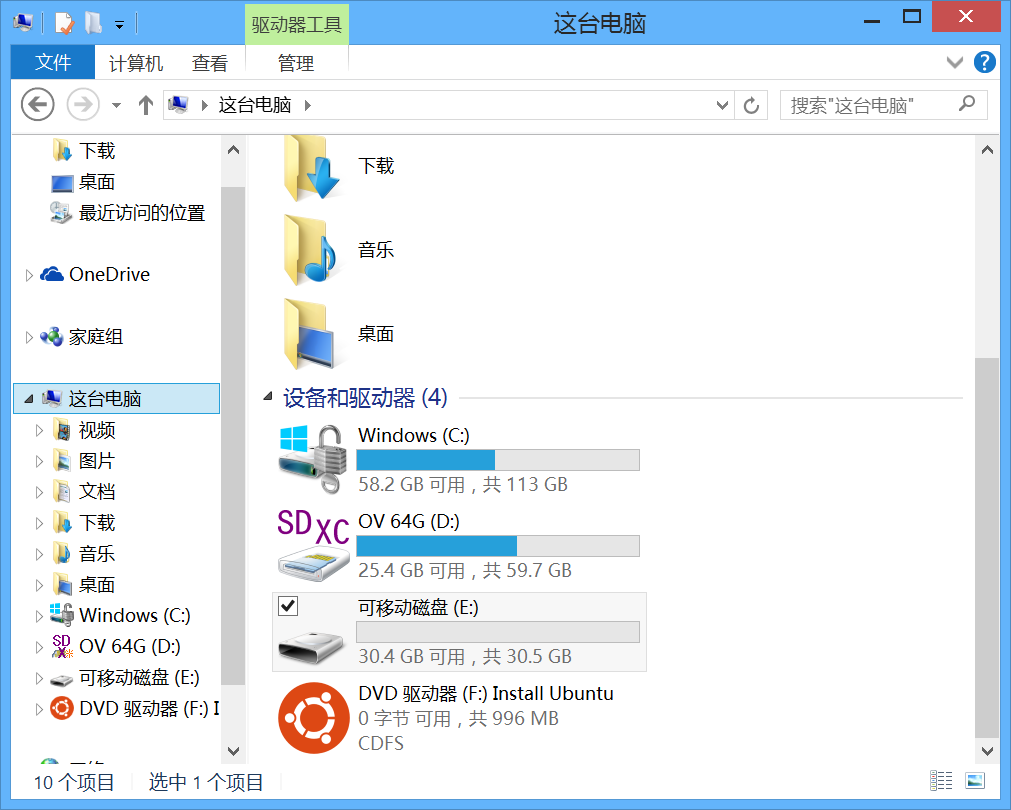 驱动器工具
这台电脑
文件
计算机
查看
管理
这台电脑
搜索"这台电脑"
下载
桌面
最近访问的位置
OneDrive
家庭组
这台电脑
视频
图片
文档
下载
音乐
桌面
Windows (C:)
OV 64G (D:)
可移动磁盘 (E:)
DVD 驱动器 (F:) I
下载
音乐
桌面
设备和驱动器 (4)
Windows (C:)
58.2 GB 可用，共 113 GB
SDXC
OV 64G (D:)
25.4 GB 可用，共 59.7 GB
可移动磁盘 (E:)
30.4 GB 可用，共 30.5 GB
DVD 驱动器 (F:) Install Ubuntu
0 字节 可用，共 996 MB
CDFS
10 个项目
选中 1 个项目